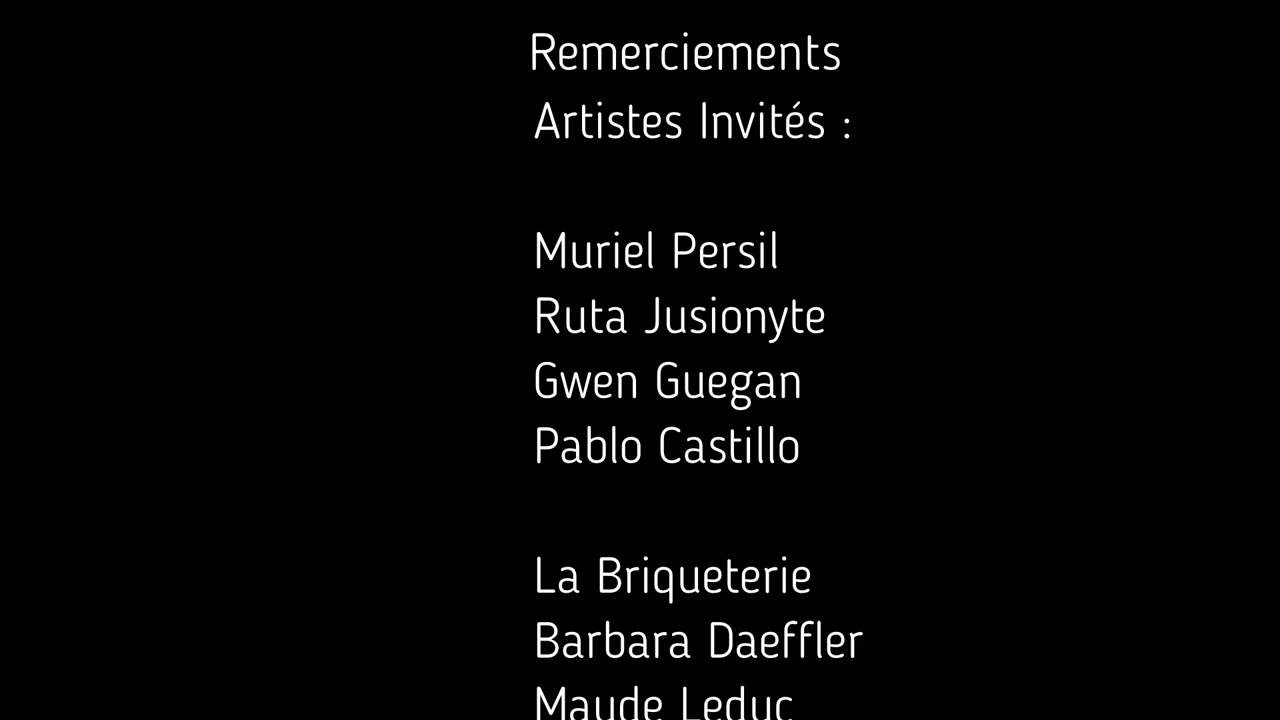 Remerciements
Artistes Invités :
Muriel Persil
Ruta Jusionyte
Gwen Guegan
Pablo Castillo
La Briqueterie
Barbara Daeffler
Maude Leduc